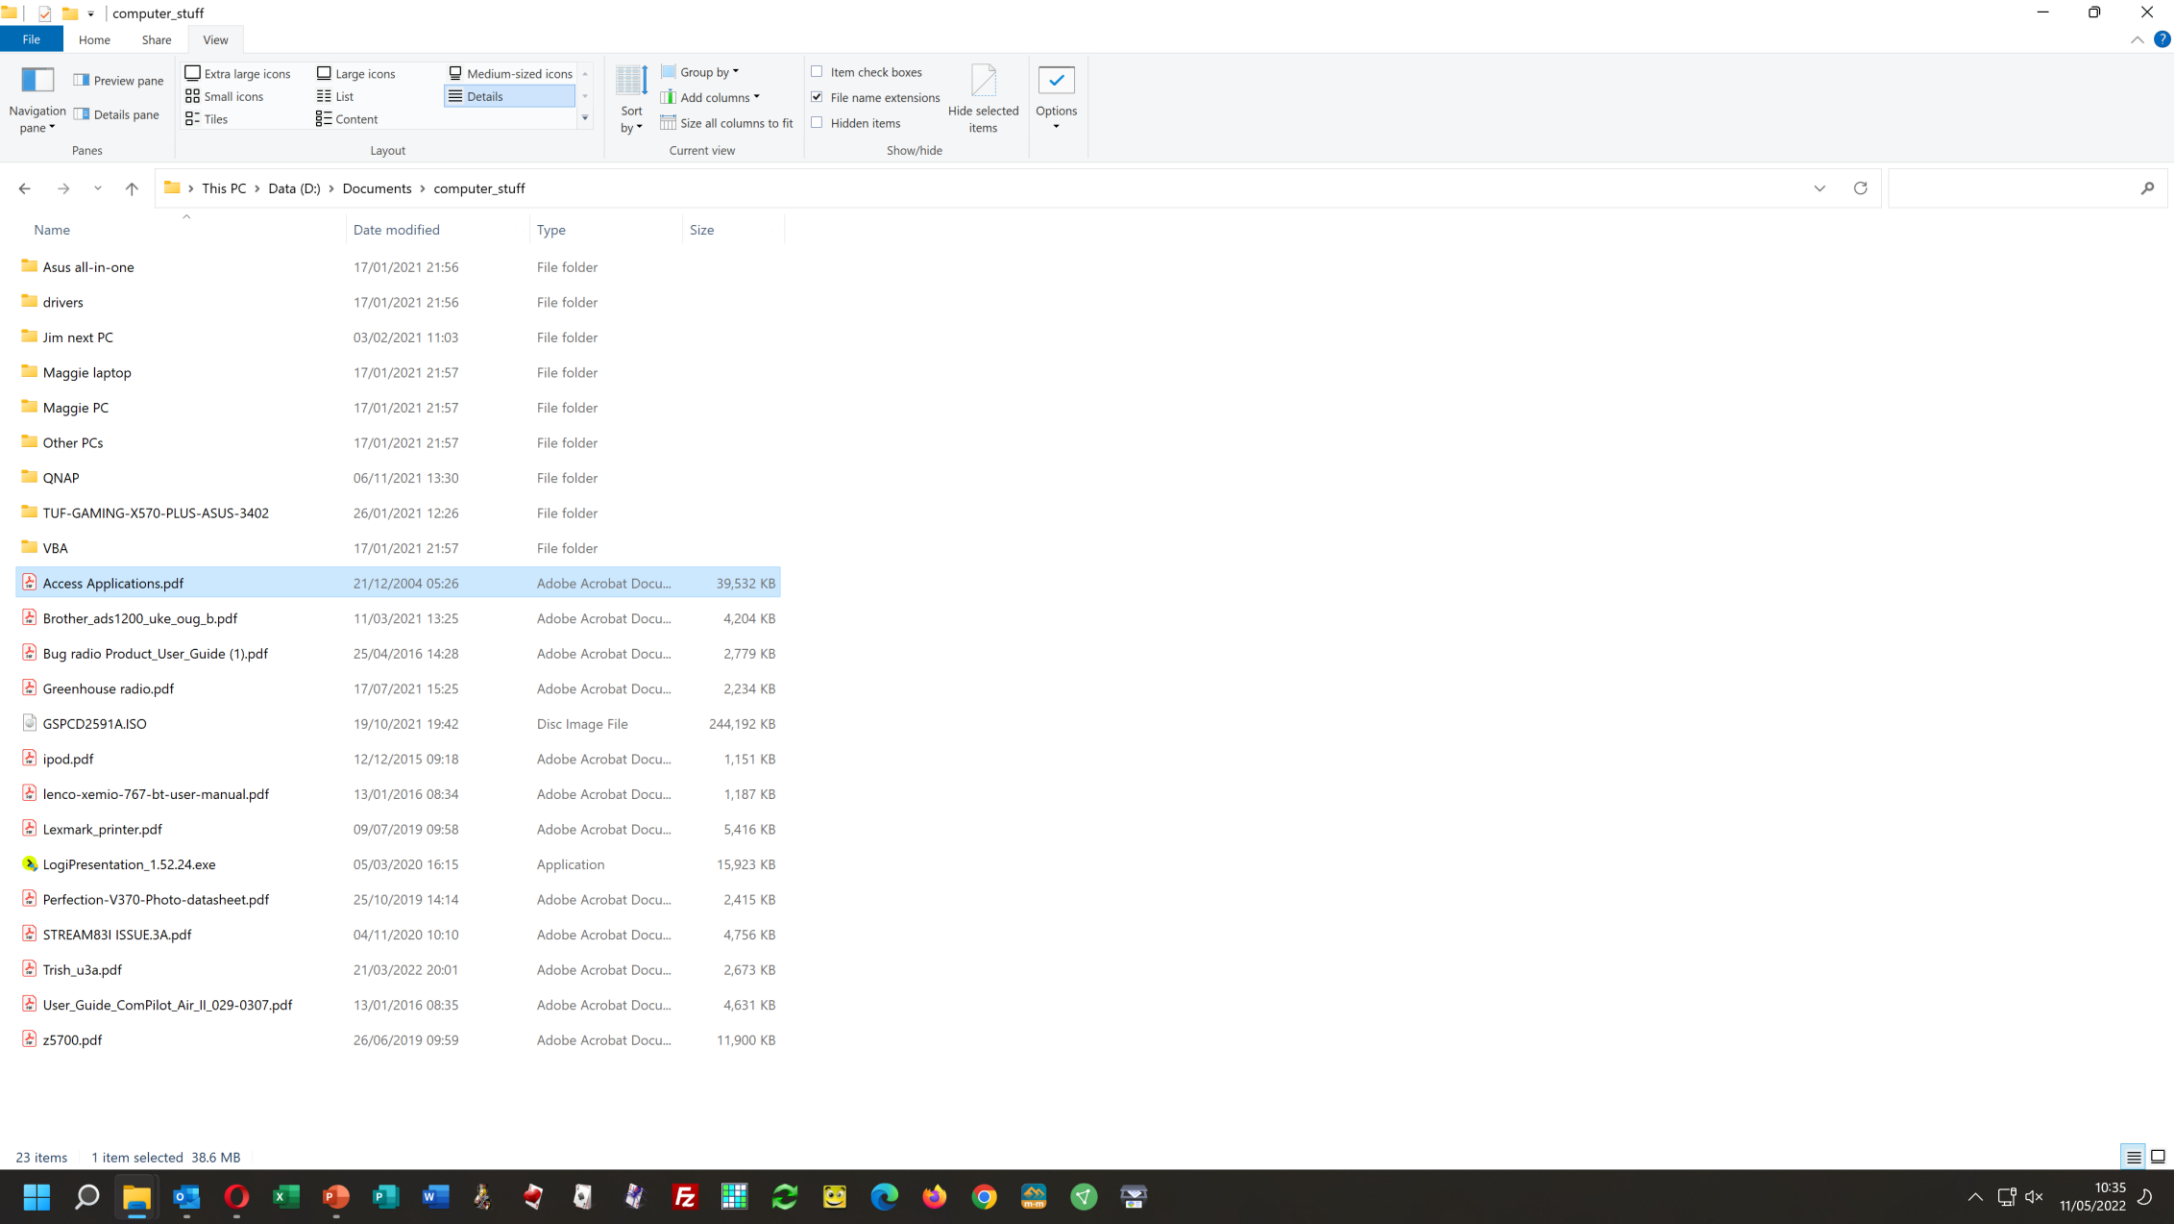 computer_stuff
File Home Share View
Navigation pane
Preview pane
Details pane
Panes
Extra large icons Large icons Medium-sized icons
Small icons List Details
Tiles Content
Layout
Sort by
Group by
Add columns
Size all columns to fit
Current view
Item check boxes
File name extensions
Hidden items
Hide selected items
Show/hide
Options
This PC > Data (D:) > Documents > computer_stuff
Name Date modified Type Size
Asus all-in-one 17/01/2021 21:56 File folder
drivers 17/01/2021 21:56 File folder
Jim next PC 03/02/2021 11:03 File folder
Maggie laptop 17/01/2021 21:57 File folder
Maggie PC 17/01/2021 21:57 File folder
Other PCs 17/01/2021 21:57 File folder
QNAP 06/11/2021 13:30 File folder
TUF-GAMING-X570-PLUS-ASUS-3402 26/01/2021 12:26 File folder
VBA 17/01/2021 21:57 File folder
Access Applications.pdf 21/12/2004 05:26 Adobe Acrobat Docu... 39,532 KB
Brother_ads1200_uke_oug_b.pdf 11/03/2021 13:25 Adobe Acrobat Docu... 4,204 KB
Bug radio Product_User_Guide (1).pdf 25/04/2016 14:28 Adobe Acrobat Docu... 2,779 KB
Greenhouse radio.pdf 17/07/2021 15:25 Adobe Acrobat Docu... 2,234 KB
GSPCD2591A.ISO 19/10/2021 19:42 Disc Image File 244,192 KB
ipod.pdf 12/12/2015 09:18 Adobe Acrobat Docu... 1,151 KB
lenco-xemio-767-bt-user-manual.pdf 13/01/2016 08:34 Adobe Acrobat Docu... 1,187 KB
Lexmark_printer.pdf 09/07/2019 09:58 Adobe Acrobat Docu... 5,416 KB
LogiPresentation_1.52.24.exe 05/03/2020 16:15 Application 15,923 KB
Perfection-V370-Photo-datasheet.pdf 25/10/2019 14:14 Adobe Acrobat Docu... 2,415 KB
STREAM83I ISSUE.3A.pdf 04/11/2020 10:10 Adobe Acrobat Docu... 4,756 KB
Trish_u3a.pdf 21/03/2022 20:01 Adobe Acrobat Docu... 2,673 KB
User_Guide_ComPilot_Air_II_029-0307.pdf 13/01/2016 08:35 Adobe Acrobat Docu... 4,631 KB
z5700.pdf 26/06/2019 09:59 Adobe Acrobat Docu... 11,900 KB
23 items 1 item selected 38.6 MB
10:35
11/05/2022